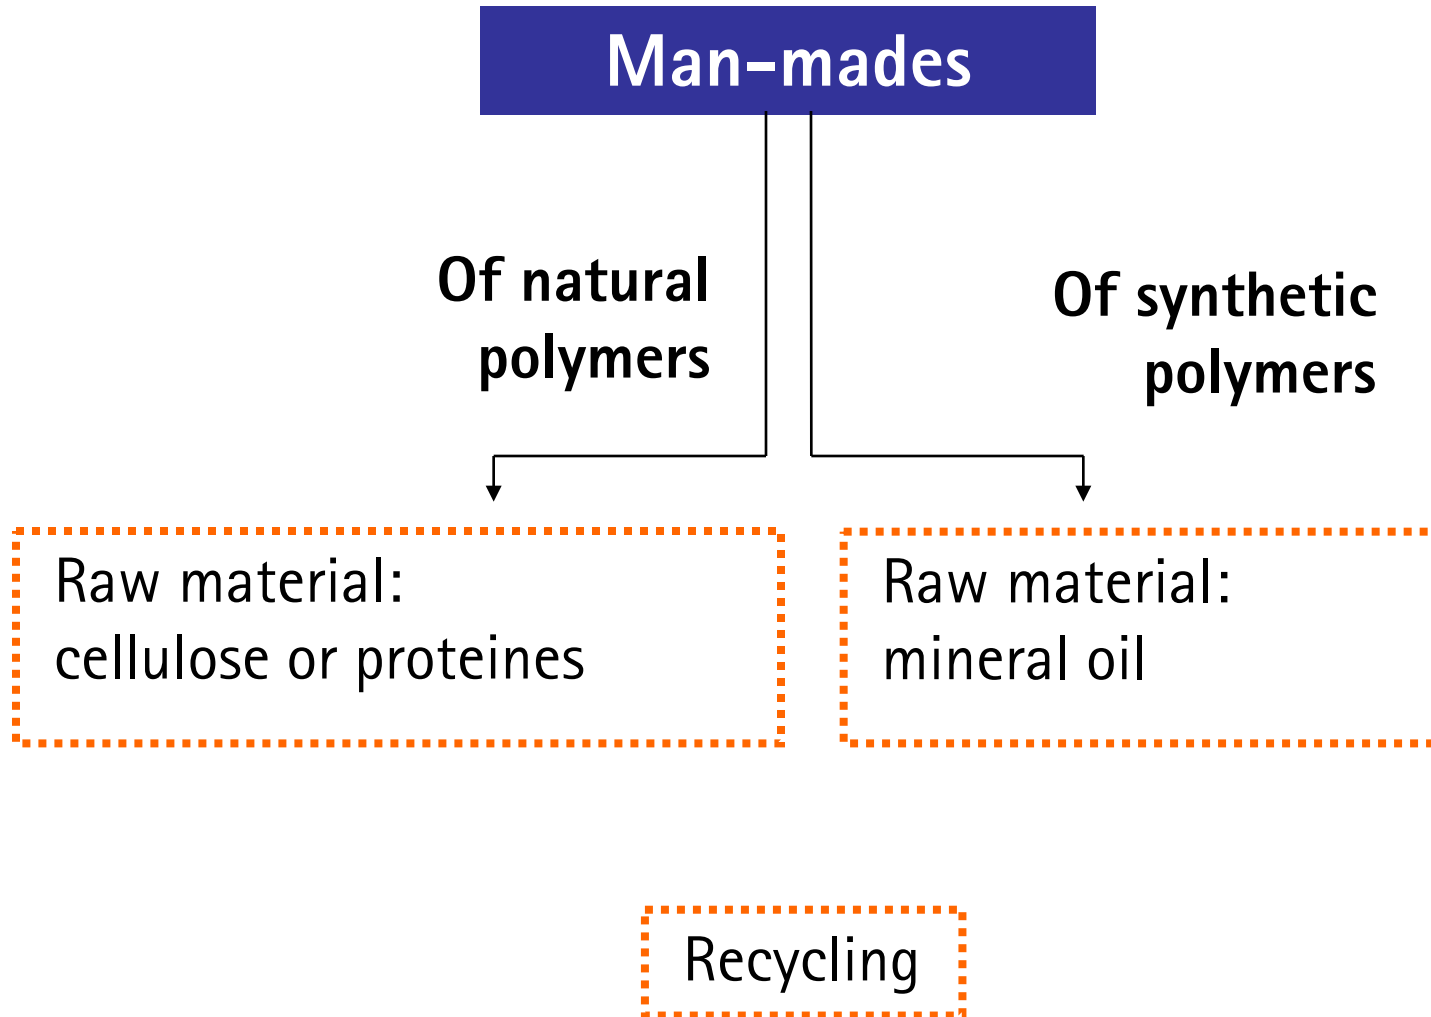 Man-mades
Of natural
polymers
Of synthetic
polymers
Raw material:
cellulose or proteines
Raw material:
mineral oil
Recycling